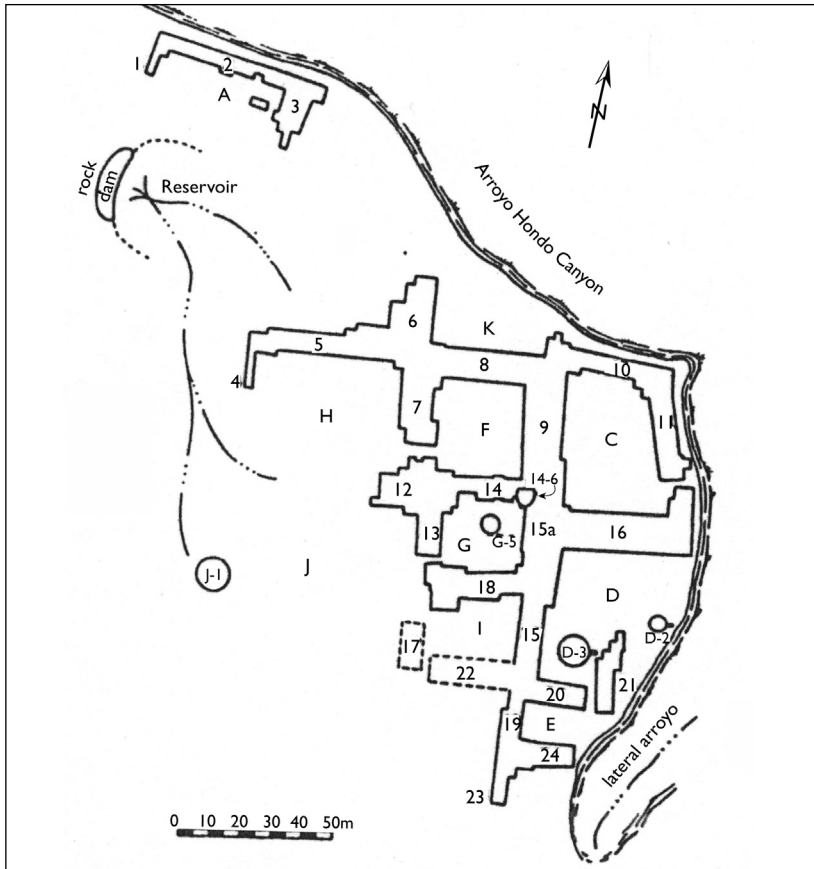 1
2
A
3
N
rock
dam
Reservoir
Arroyo Hondo Canyon
6
K
5
8
10
4
7
9
H
F
C
11
12
14
14-6
13
G
G-5
15a
16
J-1
J
18
D
I
15
17
D-3
D-2
22
20
21
19
E
24
23
lateral arroyo
0 10 20 30 40 50m